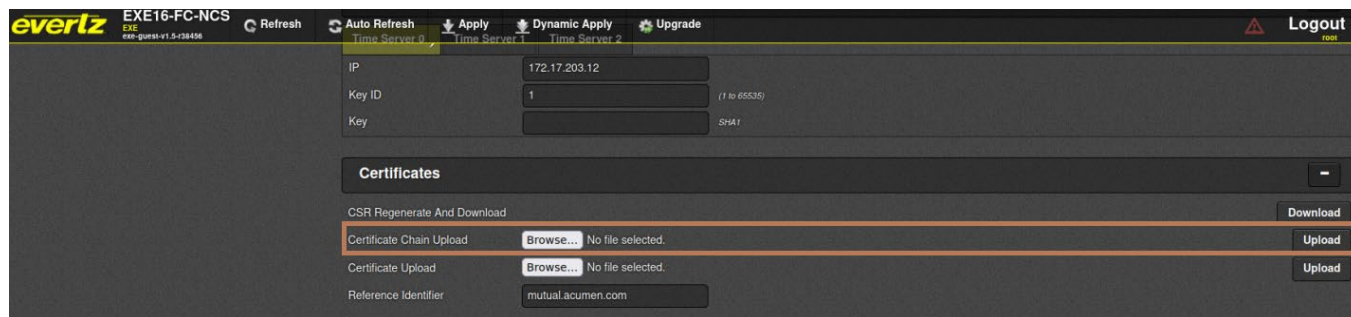 evertz EXE16-FC-NCS Refresh Auto Refresh Apply Dynamic Apply Upgrade Logout
EXE root
exe-guest-v1.5-r38456
Time Server 0 Time Server 1 Time Server 2
IP 172.17.203.12
Key ID 1 (1 to 65535)
Key SHA1
Certificates -
CSR Regenerate And Download Download
Certificate Chain Upload Browse... No file selected. Upload
Certificate Upload Browse... No file selected. Upload
Reference Identifier mutual.acumen.com